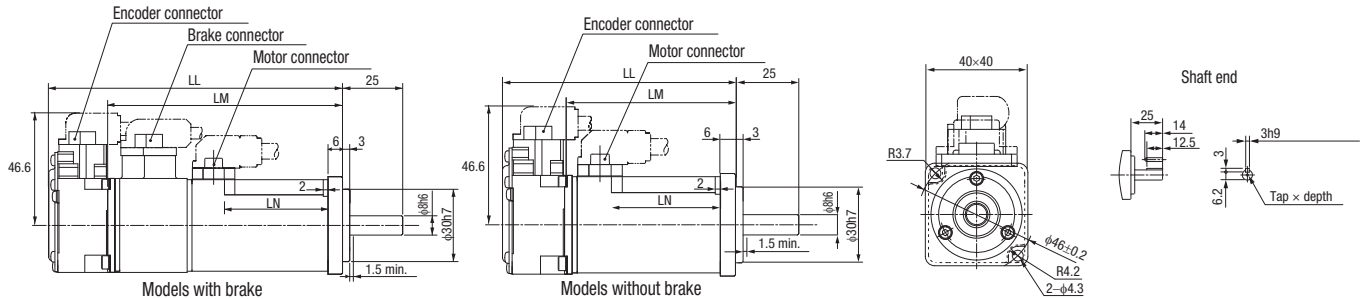 Encoder connector
Brake connector
Motor connector
LL
25
LM
6
3
46.6
2
LN
φ8h6
φ30h7
1.5 min.
Models with brake
Encoder connector
Motor connector
LL
25
LM
6
3
46.6
2
LN
φ8h6
φ30h7
1.5 min.
Models without brake
40×40
R3.7
φ46±0.2
R4.2
2–φ4.3
Shaft end
25
14
12.5
3h9
3
6.2
Tap × depth